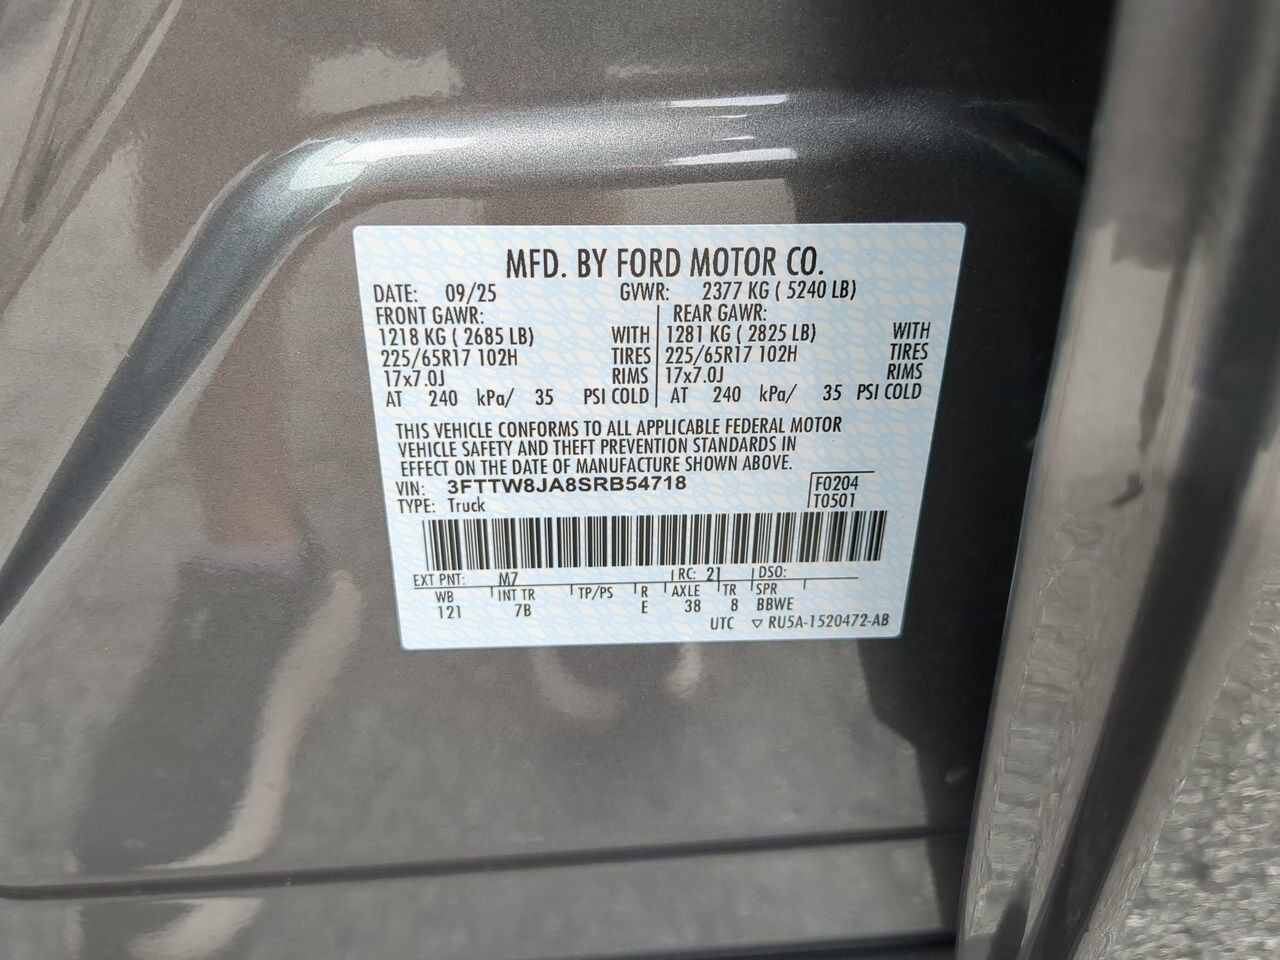 MFD. BY FORD MOTOR CO.
DATE: 09/25 GVWR: 2377 KG ( 5240 LB)
FRONT GAWR: REAR GAWR:
1218 KG ( 2685 LB) WITH 1281 KG ( 2825 LB) WITH
225/65R17 102H TIRES 225/65R17 102H TIRES
17x7.0J RIMS 17x7.0J RIMS
AT 240 kPa/ 35 PSI COLD AT 240 kPa/ 35 PSI COLD
THIS VEHICLE CONFORMS TO ALL APPLICABLE FEDERAL MOTOR
VEHICLE SAFETY AND THEFT PREVENTION STANDARDS IN
EFFECT ON THE DATE OF MANUFACTURE SHOWN ABOVE.
VIN: 3FTTW8JA8SRB54718 F0204
TYPE: Truck T0501
EXT PNT: M7 RC: 21 DSO:
WB INT TR TP/PS R AXLE TR SPR
121 7B E 38 8 BBWE
UTC ▽ RU5A-1520472-AB